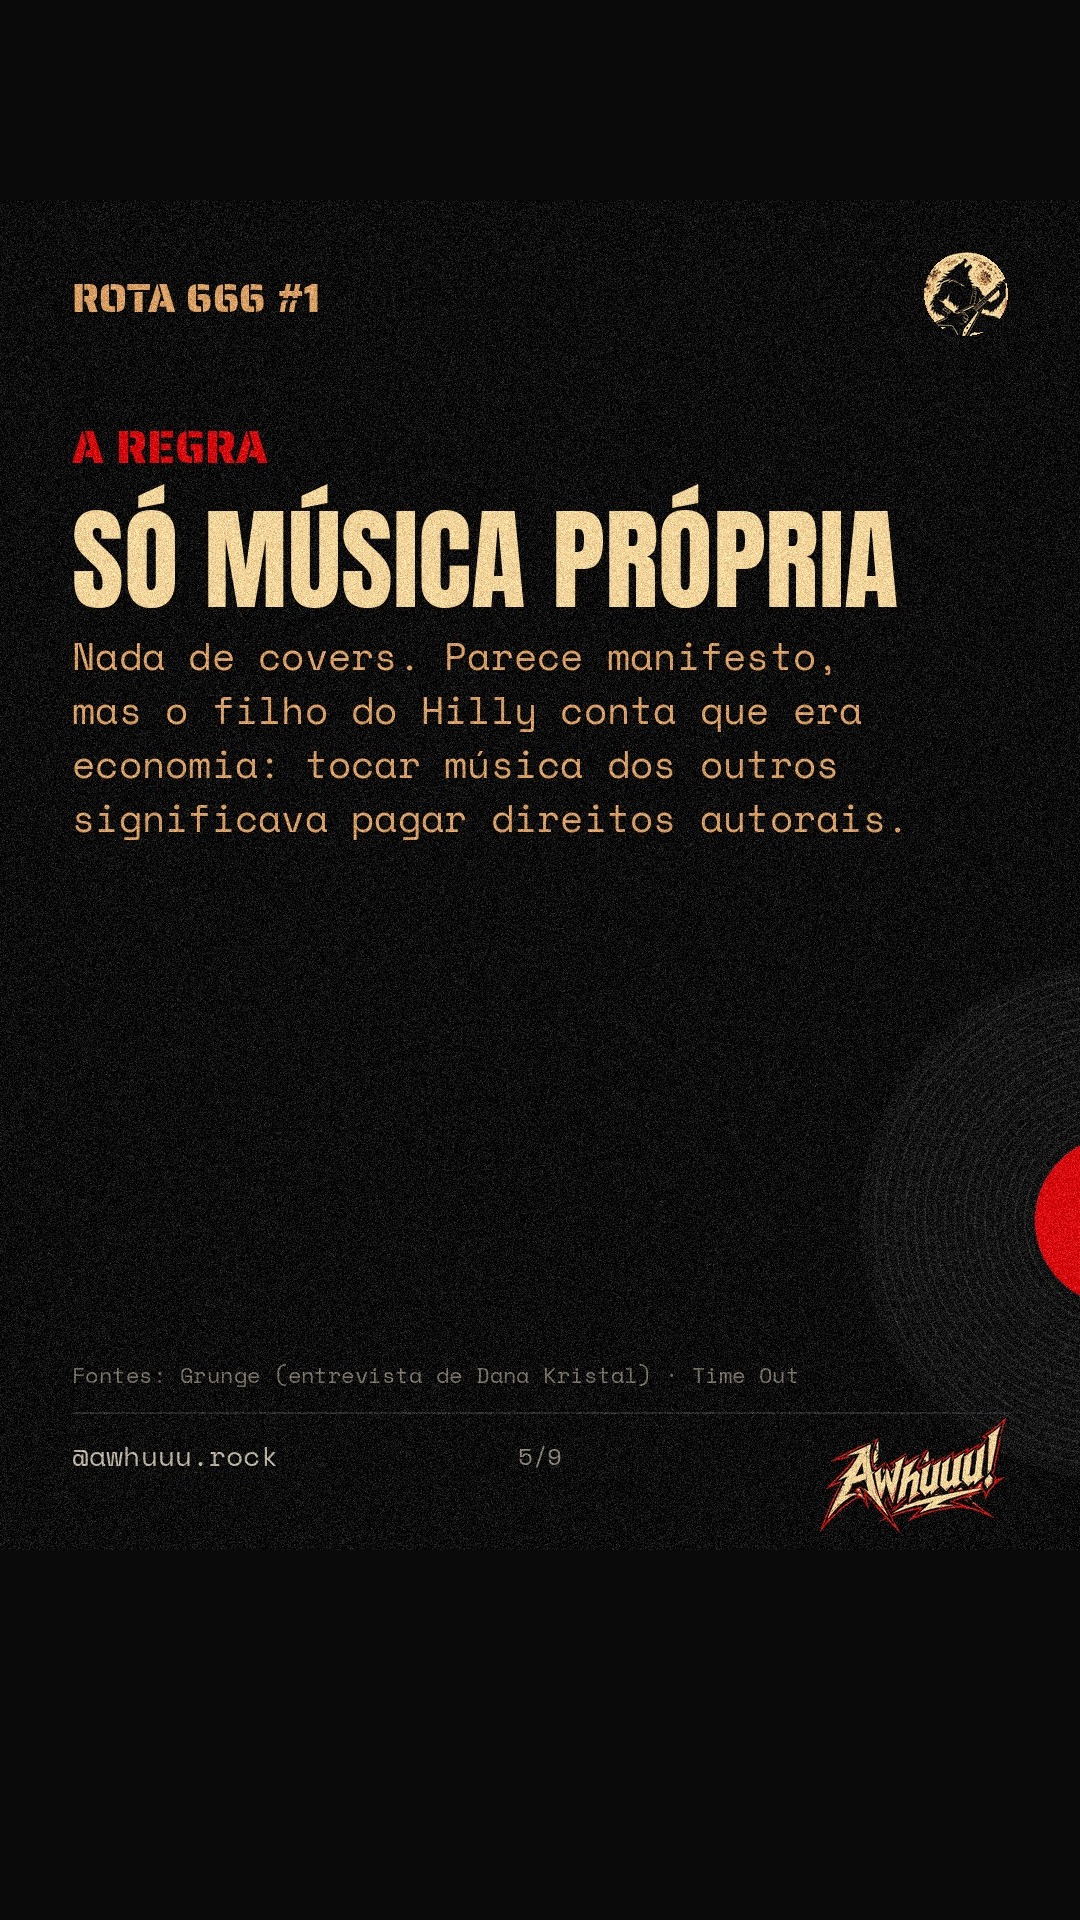 ROTA 666 #1
A REGRA
SÓ MÚSICA PRÓPRIA
Nada de covers. Parece manifesto,
mas o filho do Hilly conta que era
economia: tocar música dos outros
significava pagar direitos autorais.
Fontes: Grunge (entrevista de Dana Kristal) · Time Out
@awhuuu.rock
5/9
Awhuuu!